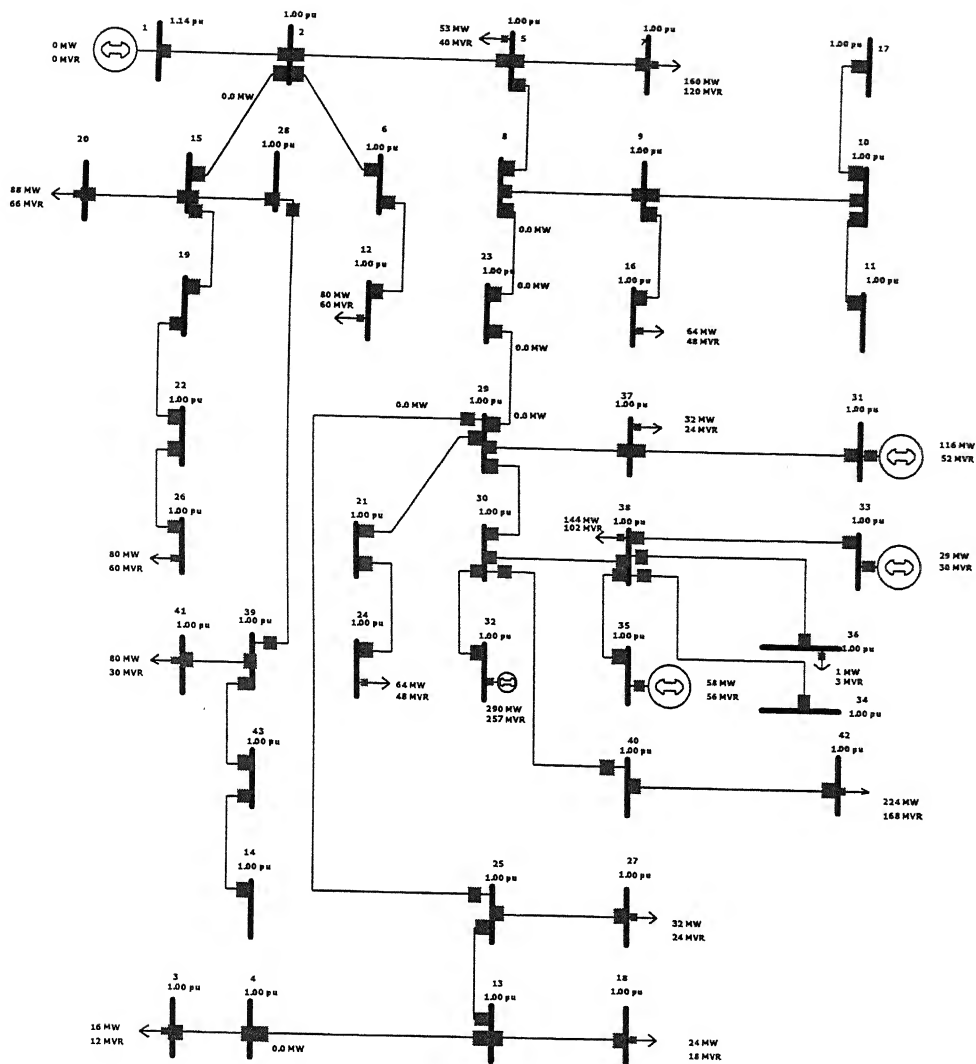 1
1.14 pu
0 MW
0 MVR
1.00 pu
2
53 MW
40 MVR
1.00 pu
5
1.00 pu
160 MW
120 MVR
1.00 pu
17
0.0 MW
20
88 MW
66 MVR
15
1.00 pu
28
1.00 pu
6
1.00 pu
8
9
1.00 pu
10
1.00 pu
0.0 MW
19
12
1.00 pu
80 MW
60 MVR
23
1.00 pu
0.0 MW
0.0 MW
16
1.00 pu
64 MW
48 MVR
11
1.00 pu
22
1.00 pu
0.0 MW
29
1.00 pu
0.0 MW
37
1.00 pu
32 MW
24 MVR
31
1.00 pu
116 MW
52 MVR
26
1.00 pu
80 MW
60 MVR
21
1.00 pu
30
1.00 pu
144 MW
102 MVR
38
1.00 pu
33
1.00 pu
29 MW
30 MVR
41
1.00 pu
80 MW
30 MVR
39
1.00 pu
24
1.00 pu
64 MW
48 MVR
32
1.00 pu
290 MW
257 MVR
35
1.00 pu
58 MW
56 MVR
36
1.00 pu
1 MW
3 MVR
34
1.00 pu
43
1.00 pu
40
1.00 pu
42
1.00 pu
224 MW
168 MVR
14
1.00 pu
25
1.00 pu
27
1.00 pu
32 MW
24 MVR
3
1.00 pu
16 MW
12 MVR
4
1.00 pu
0.0 MW
13
1.00 pu
18
1.00 pu
24 MW
18 MVR